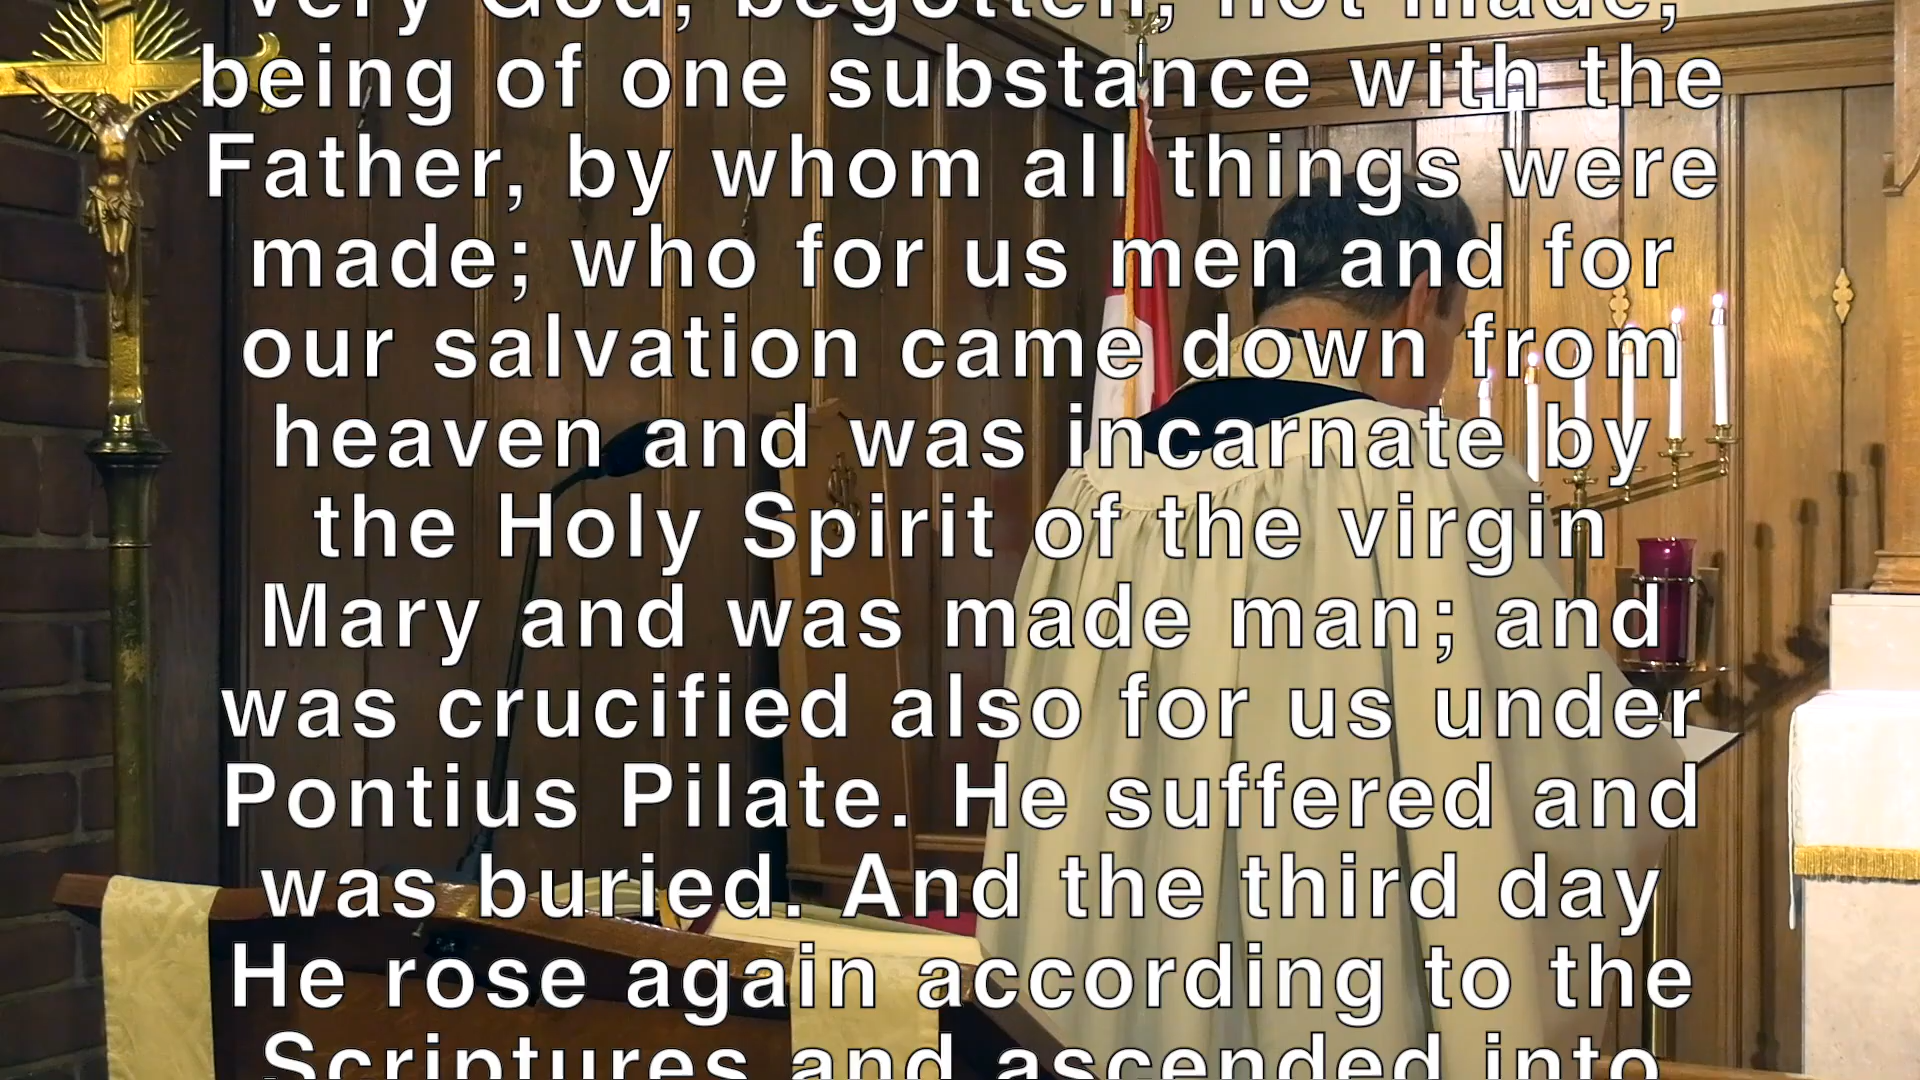 very God, begotten, not made,
being of one substance with the
Father, by whom all things were
made; who for us men and for
our salvation came down from
heaven and was incarnate by
the Holy Spirit of the virgin
Mary and was made man; and
was crucified also for us under
Pontius Pilate. He suffered and
was buried. And the third day
He rose again according to the
Scriptures and ascended into